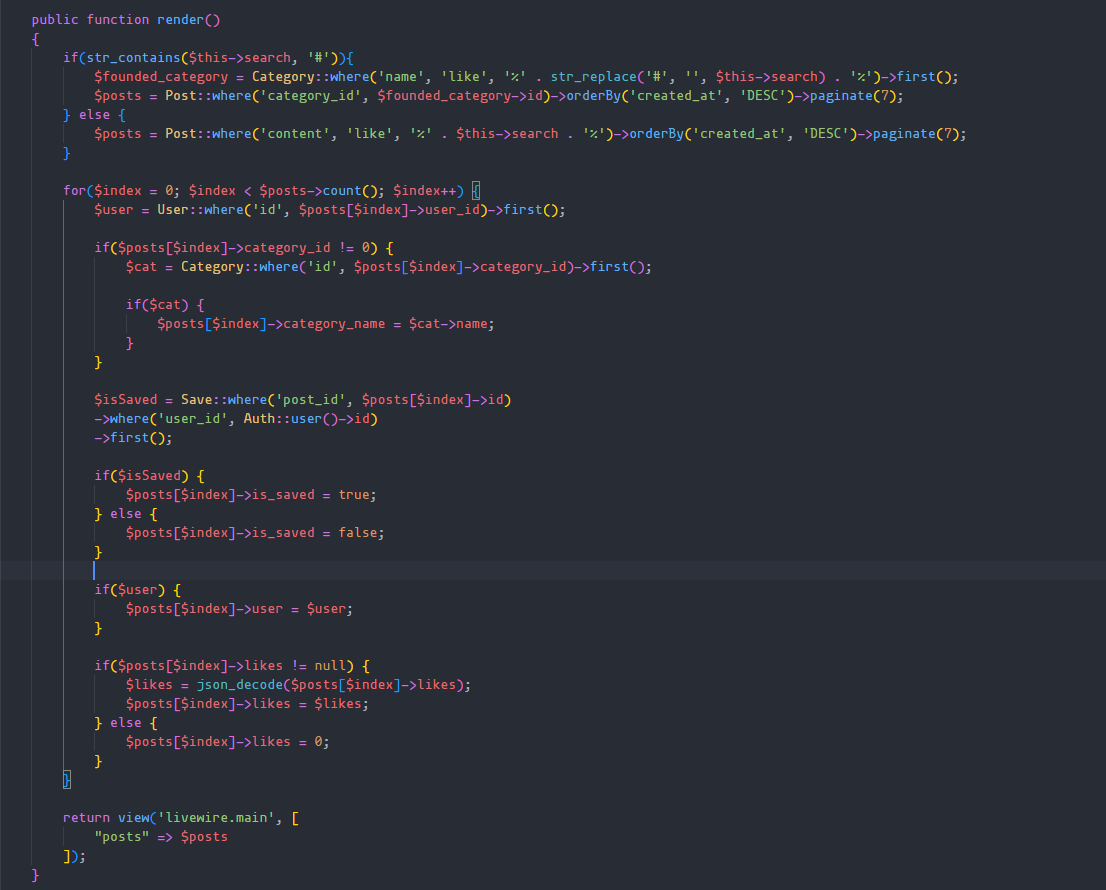 public function render()
{
if(str_contains($this->search, '#')){
$founded_category = Category::where('name', 'like', '%' . str_replace('#', '', $this->search) . '%')->first();
$posts = Post::where('category_id', $founded_category->id)->orderBy('created_at', 'DESC')->paginate(7);
} else {
$posts = Post::where('content', 'like', '%' . $this->search . '%')->orderBy('created_at', 'DESC')->paginate(7);
}
for($index = 0; $index < $posts->count(); $index++) {
$user = User::where('id', $posts[$index]->user_id)->first();
if($posts[$index]->category_id != 0) {
$cat = Category::where('id', $posts[$index]->category_id)->first();
if($cat) {
$posts[$index]->category_name = $cat->name;
}
}
$isSaved = Save::where('post_id', $posts[$index]->id)
->where('user_id', Auth::user()->id)
->first();
if($isSaved) {
$posts[$index]->is_saved = true;
} else {
$posts[$index]->is_saved = false;
}
if($user) {
$posts[$index]->user = $user;
}
if($posts[$index]->likes != null) {
$likes = json_decode($posts[$index]->likes);
$posts[$index]->likes = $likes;
} else {
$posts[$index]->likes = 0;
}
}
return view('livewire.main', [
"posts" => $posts
]);
}